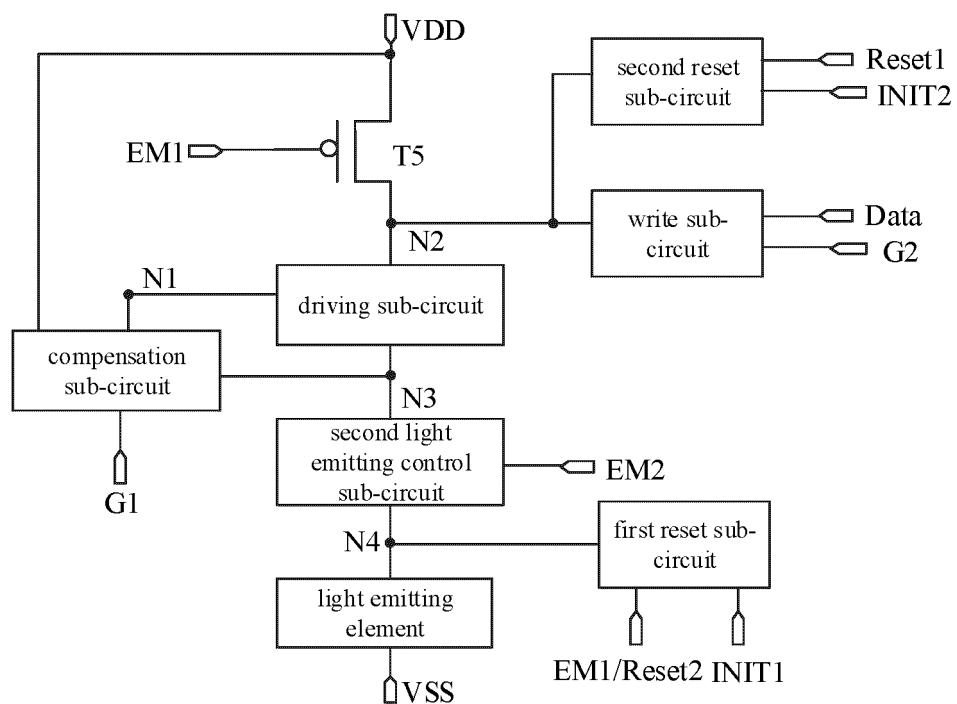 VDD
second reset
sub-circuit
Reset1
INIT2
EM1
T5
N2
write sub-
circuit
Data
G2
N1
driving sub-circuit
compensation
sub-circuit
N3
G1
second light
emitting control
sub-circuit
EM2
N4
first reset sub-
circuit
light emitting
element
EM1/Reset2
INIT1
VSS